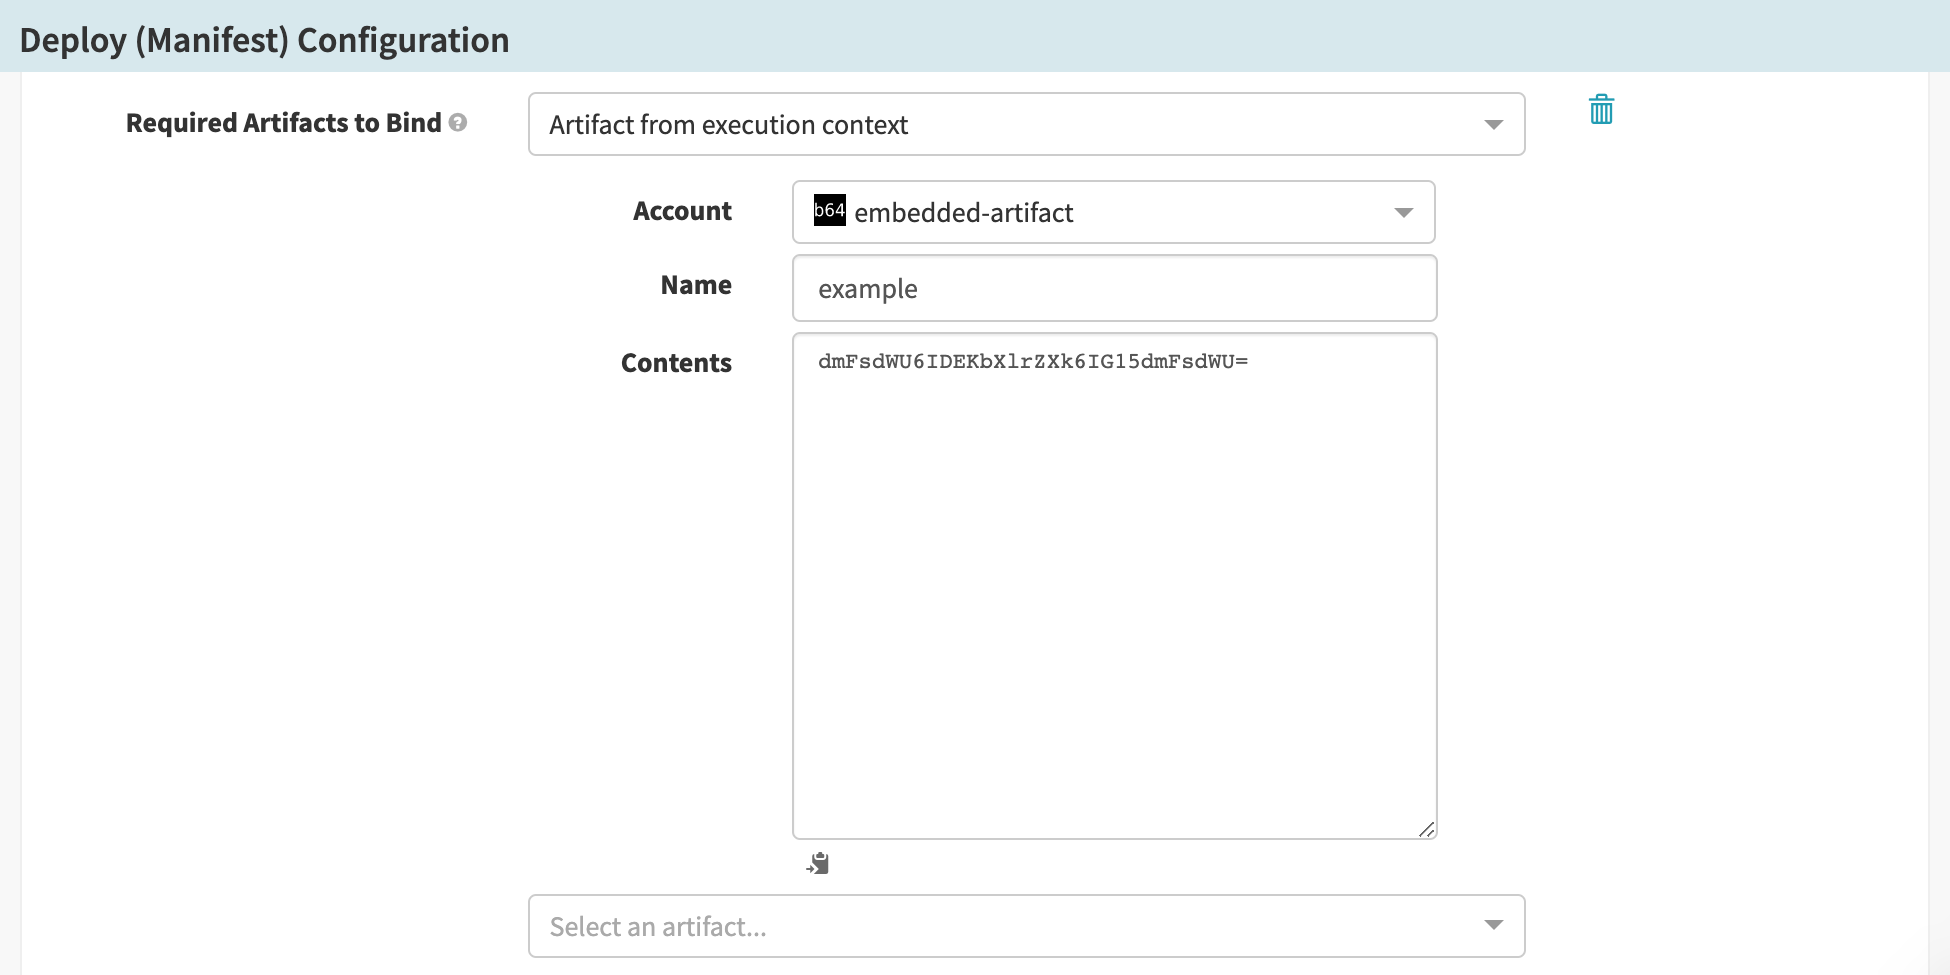 Deploy (Manifest) Configuration
Required Artifacts to Bind ?
Artifact from execution context
Account
b64 embedded-artifact
Name
example
Contents
dmFsdWU6IDEKbXlrZXk6IG15dmFsdWU=
Select an artifact...